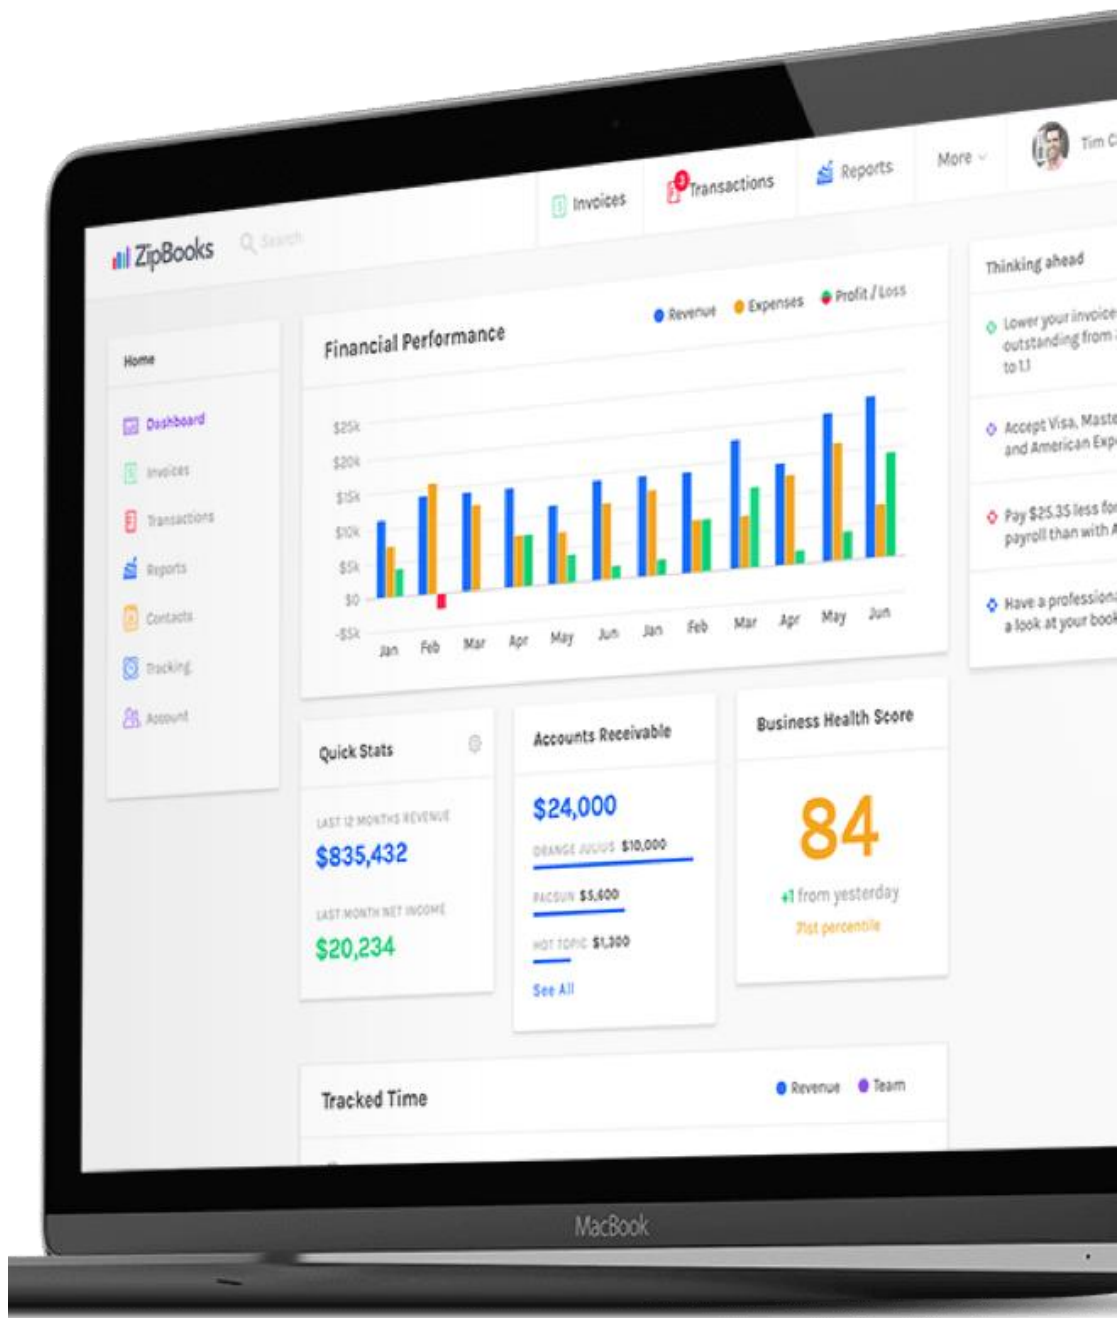 ZipBooks
Search
Invoices
3
Transactions
Reports
More
Tim
Home
Dashboard
Invoices
Transactions
Reports
Contacts
Tracking
Account
Financial Performance
Revenue
Expenses
Profit / Loss
$25k
$20k
$15k
$10k
$5k
$0
-$5k
Jan Feb Mar Apr May Jun Jan Feb Mar Apr May Jun
Thinking ahead
Lower your invoice
outstanding from
to 1.1
Accept Visa, Maste
and American Exp
Pay $25.35 less for
payroll than with A
Have a professiona
a look at your book
Quick Stats
LAST 12 MONTHS REVENUE
$835,432
LAST MONTH NET INCOME
$20,234
Accounts Receivable
$24,000
ORANGE JULIUS $10,000
PACSUN $5,600
HOT TOPIC $1,300
See All
Business Health Score
84
+1 from yesterday
71st percentile
Tracked Time
Revenue
Team
MacBook